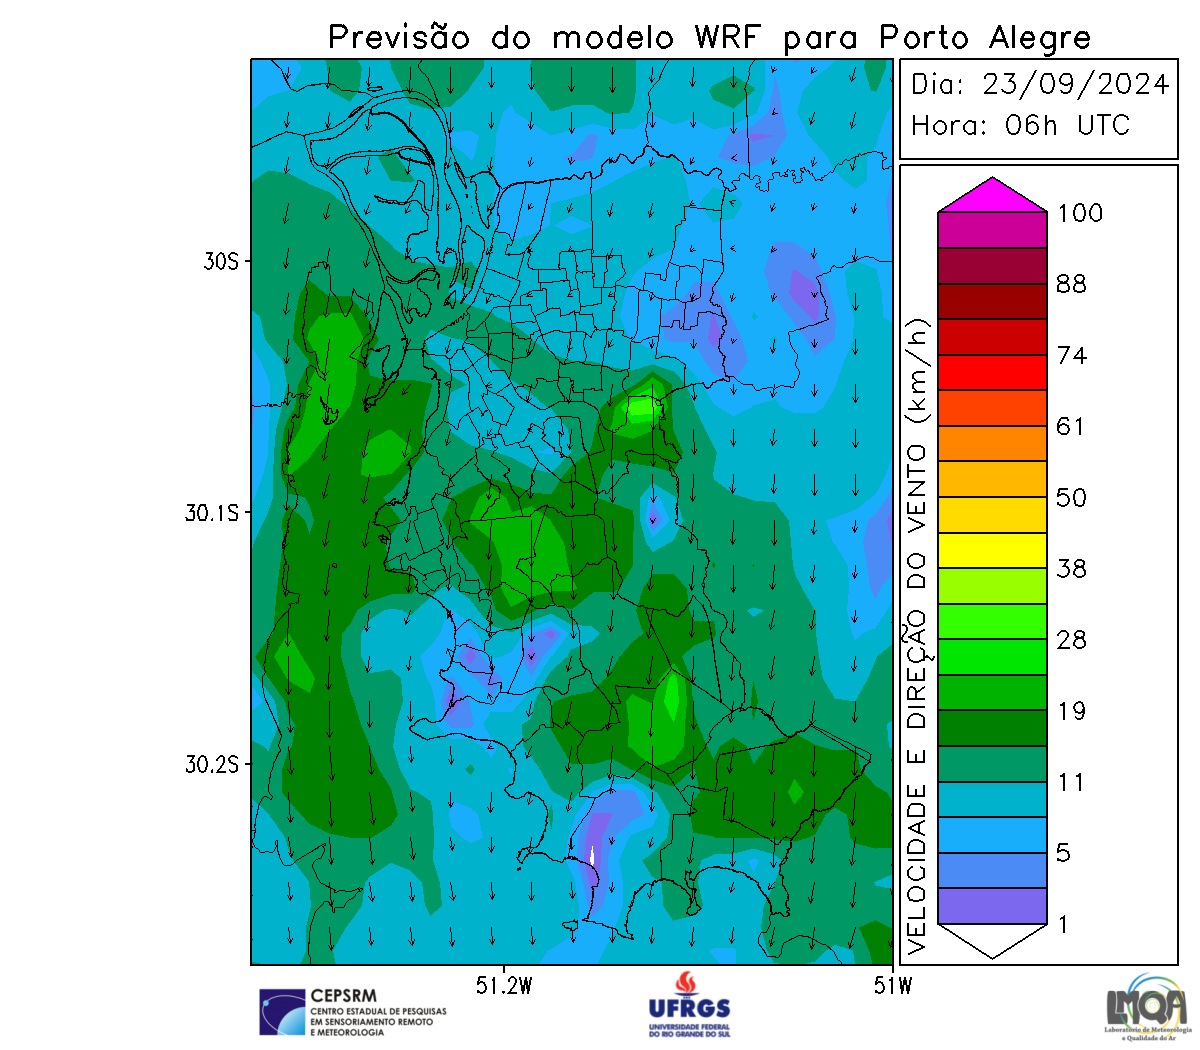 Previsão do modelo WRF para Porto Alegre
Dia: 23/09/2024
Hora: 06h UTC
30S
30.1S
30.2S
51.2W
51W
VELOCIDADE E DIREÇÃO DO VENTO (km/h)
100
88
74
61
50
38
28
19
11
5
1
CEPSRM
CENTRO ESTADUAL DE PESQUISAS
EM SENSORIAMENTO REMOTO
E METEOROLOGIA
UFRGS
UNIVERSIDADE FEDERAL
DO RIO GRANDE DO SUL
LMQA
Laboratório de Meteorologia
e Qualidade do Ar